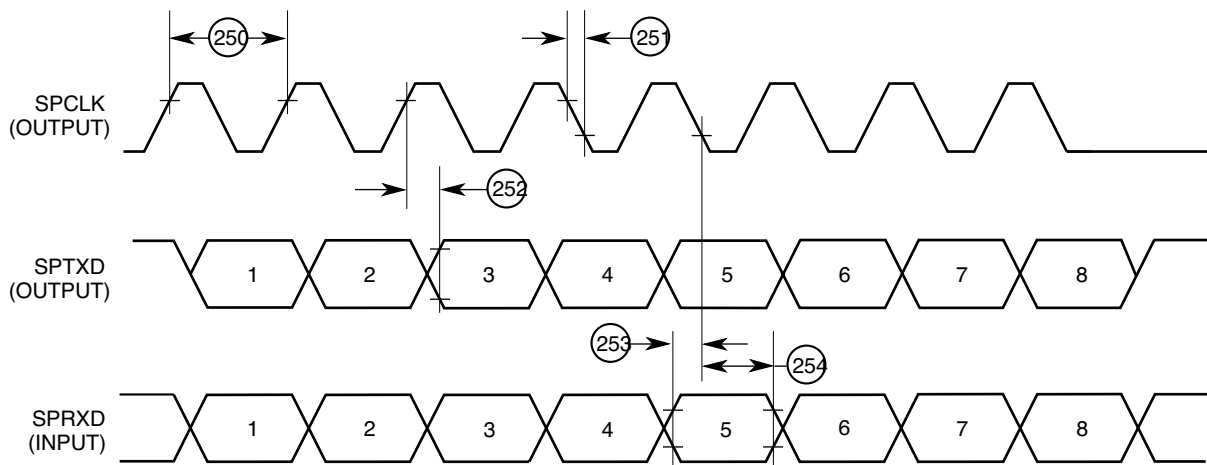 250
251
SPCLK
(OUTPUT)
252
SPTXD
(OUTPUT)
1 2 3 4 5 6 7 8
253
254
SPRXD
(INPUT)
1 2 3 4 5 6 7 8